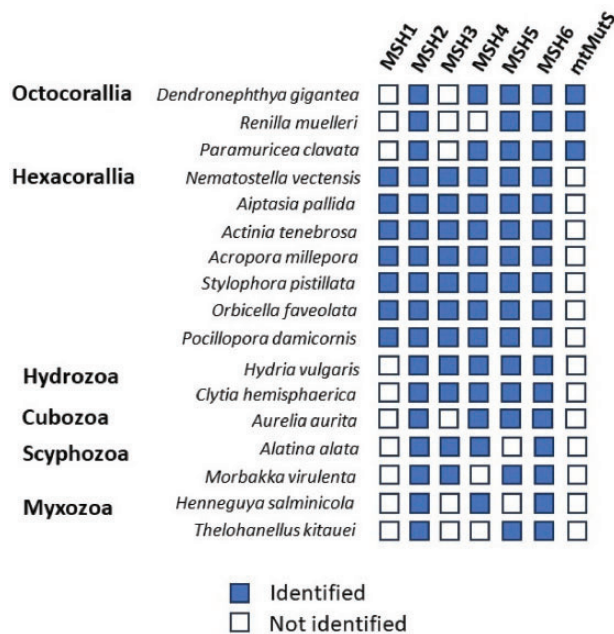 MSH1 MSH2 MSH3 MSH4 MSH5 MSH6 mtMutS
Octocorallia Dendronephthya gigantea
Renilla muelleri
Paramuricea clavata
Hexacorallia Nematostella vectensis
Aiptasia pallida
Actinia tenebrosa
Acropora millepora
Stylophora pistillata
Orbicella faveolata
Pocillopora damicornis
Hydrozoa Hydria vulgaris
Clytia hemisphaerica
Cubozoa Aurelia aurita
Scyphozoa Alatina alata
Morbakka virulenta
Myxozoa Henneguya salminicola
Thelohanellus kitauei
Identified
Not identified